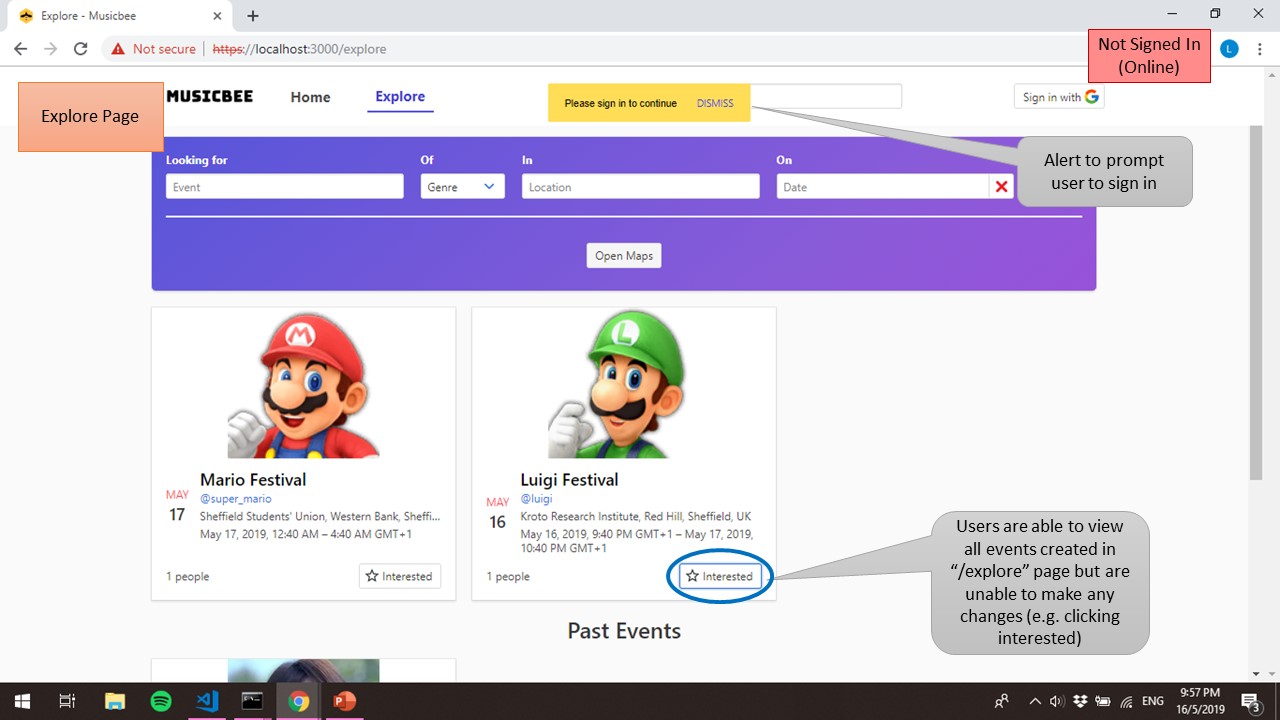 Explore - Musicbee
Not secure | https://localhost:3000/explore
L
Not Signed In
(Online)
Explore Page
MUSICBEE
Home
Explore
Please sign in to continue DISMISS
Sign in with G
Alert to prompt
user to sign in
Looking for
Of
In
On
Event
Genre
Location
Date
Open Maps
M
Mario Festival
@super_mario
MAY
17
Sheffield Students' Union, Western Bank, Sheffi...
May 17, 2019, 12:40 AM – 4:40 AM GMT+1
1 people
Interested
L
Luigi Festival
@luigi
MAY
16
Kroto Research Institute, Red Hill, Sheffield, UK
May 16, 2019, 9:40 PM GMT+1 – May 17, 2019,
10:40 PM GMT+1
1 people
Interested
Users are able to view
all events created in
“/explore” page but are
unable to make any
changes (e.g. clicking
interested)
Past Events
ENG
9:57 PM
16/5/2019
3